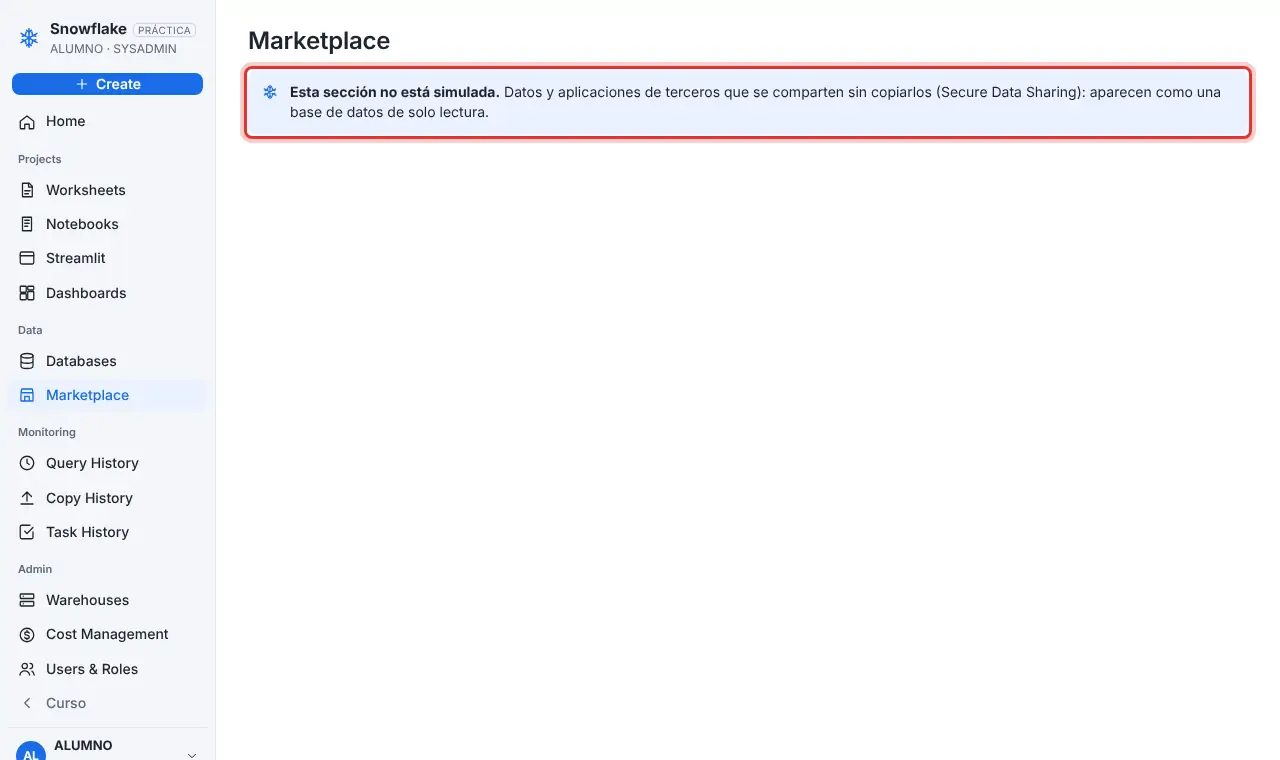 Snowflake PRÁCTICA
ALUMNO · SYSADMIN
+ Create
Home
Projects
Worksheets
Notebooks
Streamlit
Dashboards
Data
Databases
Marketplace
Monitoring
Query History
Copy History
Task History
Admin
Warehouses
Cost Management
Users & Roles
Curso
AL
ALUMNO
Marketplace
Esta sección no está simulada. Datos y aplicaciones de terceros que se comparten sin copiarlos (Secure Data Sharing): aparecen como una
base de datos de solo lectura.